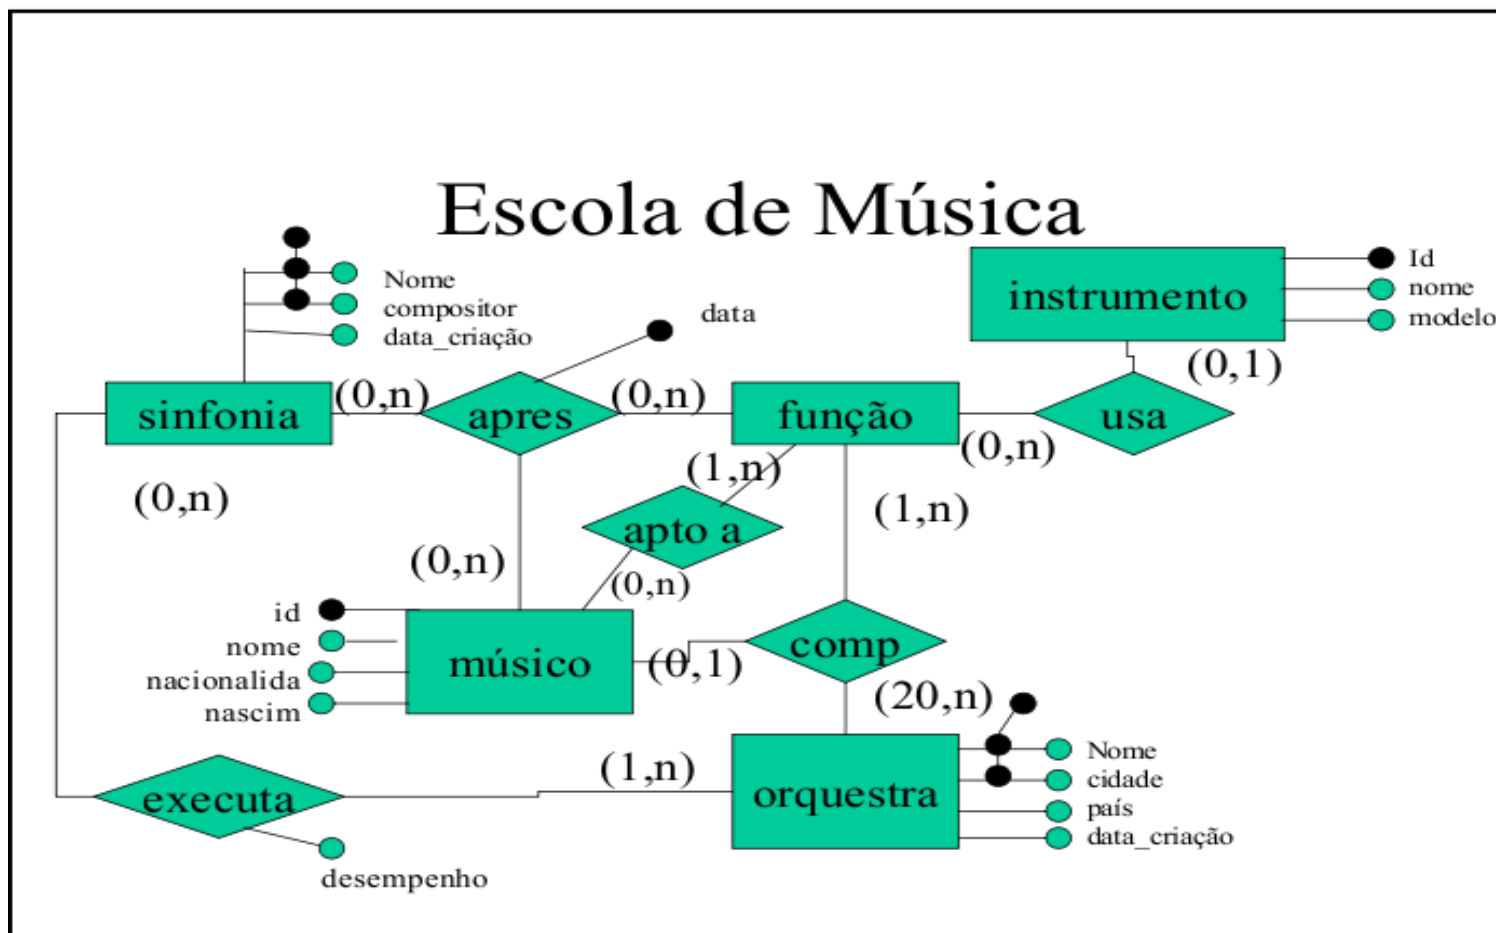 Escola de Música
Id
nome
modelo
instrumento
Nome
compositor
data_criação
data
(0,1)
sinfonia
(0,n)
apres
(0,n)
função
(0,n)
usa
(0,n)
(1,n)
apto a
(0,n)
(1,n)
(0,n)
id
nome
nacionalida
nascim
músico
(0,1)
comp
(20,n)
(1,n)
executa
orquestra
Nome
cidade
país
data_criação
desempenho